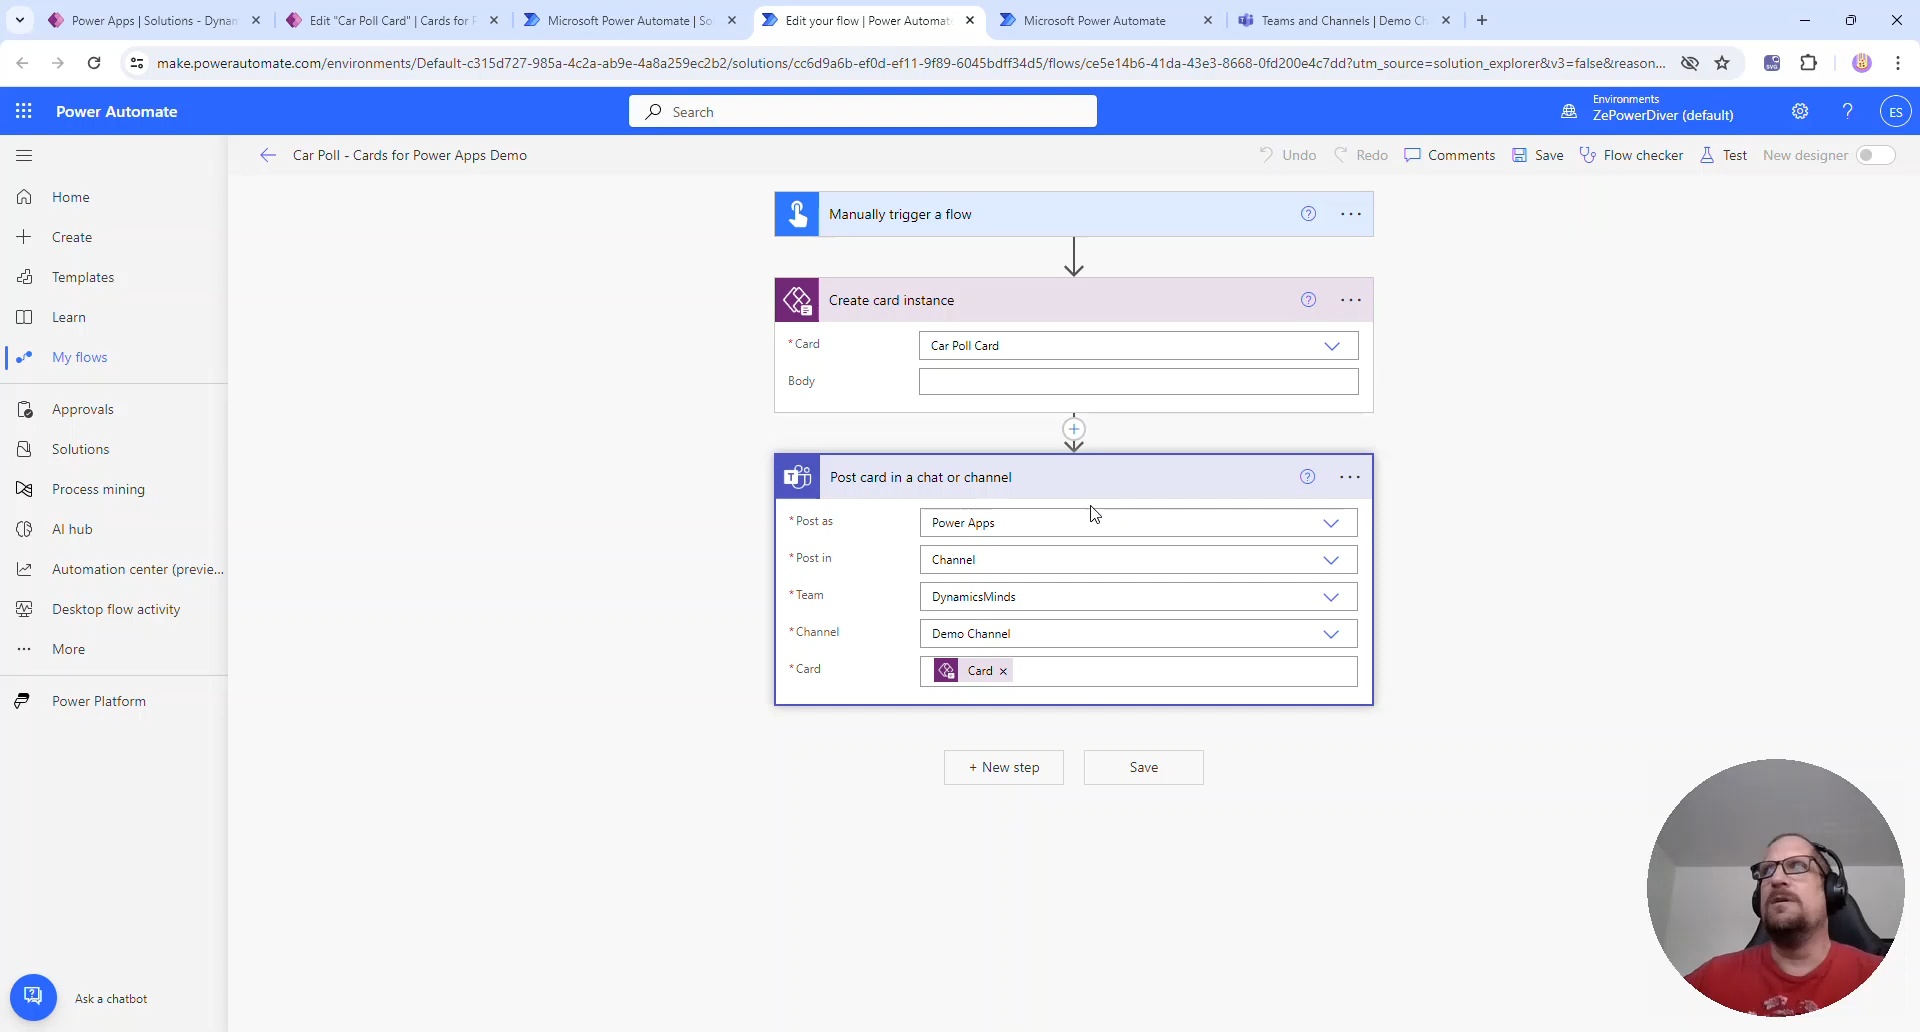 Power Apps | Solutions - Dynan
Edit "Car Poll Card" | Cards for P
Microsoft Power Automate | So
Edit your flow | Power Automate
Microsoft Power Automate
Teams and Channels | Demo Ch
make.powerautomate.com/environments/Default-c315d727-985a-4c2a-ab9e-4a8a259ec2b2/solutions/cc6d9a6b-ef0d-ef11-9f89-6045bdff34d5/flows/ce5e14b6-41da-43e3-8668-0fd200e4c7dd?utm_source=solution_explorer&v3=false&reason...
Power Automate
Search
Environments
ZePowerDiver (default)
ES
Car Poll - Cards for Power Apps Demo
Undo
Redo
Comments
Save
Flow checker
Test
New designer
Home
Create
Templates
Learn
My flows
Approvals
Solutions
Process mining
AI hub
Automation center (previe...
Desktop flow activity
More
Power Platform
Ask a chatbot
Manually trigger a flow
Create card instance
* Card
Car Poll Card
Body
Post card in a chat or channel
* Post as
Power Apps
* Post in
Channel
* Team
DynamicsMinds
* Channel
Demo Channel
* Card
Card ×
+ New step
Save